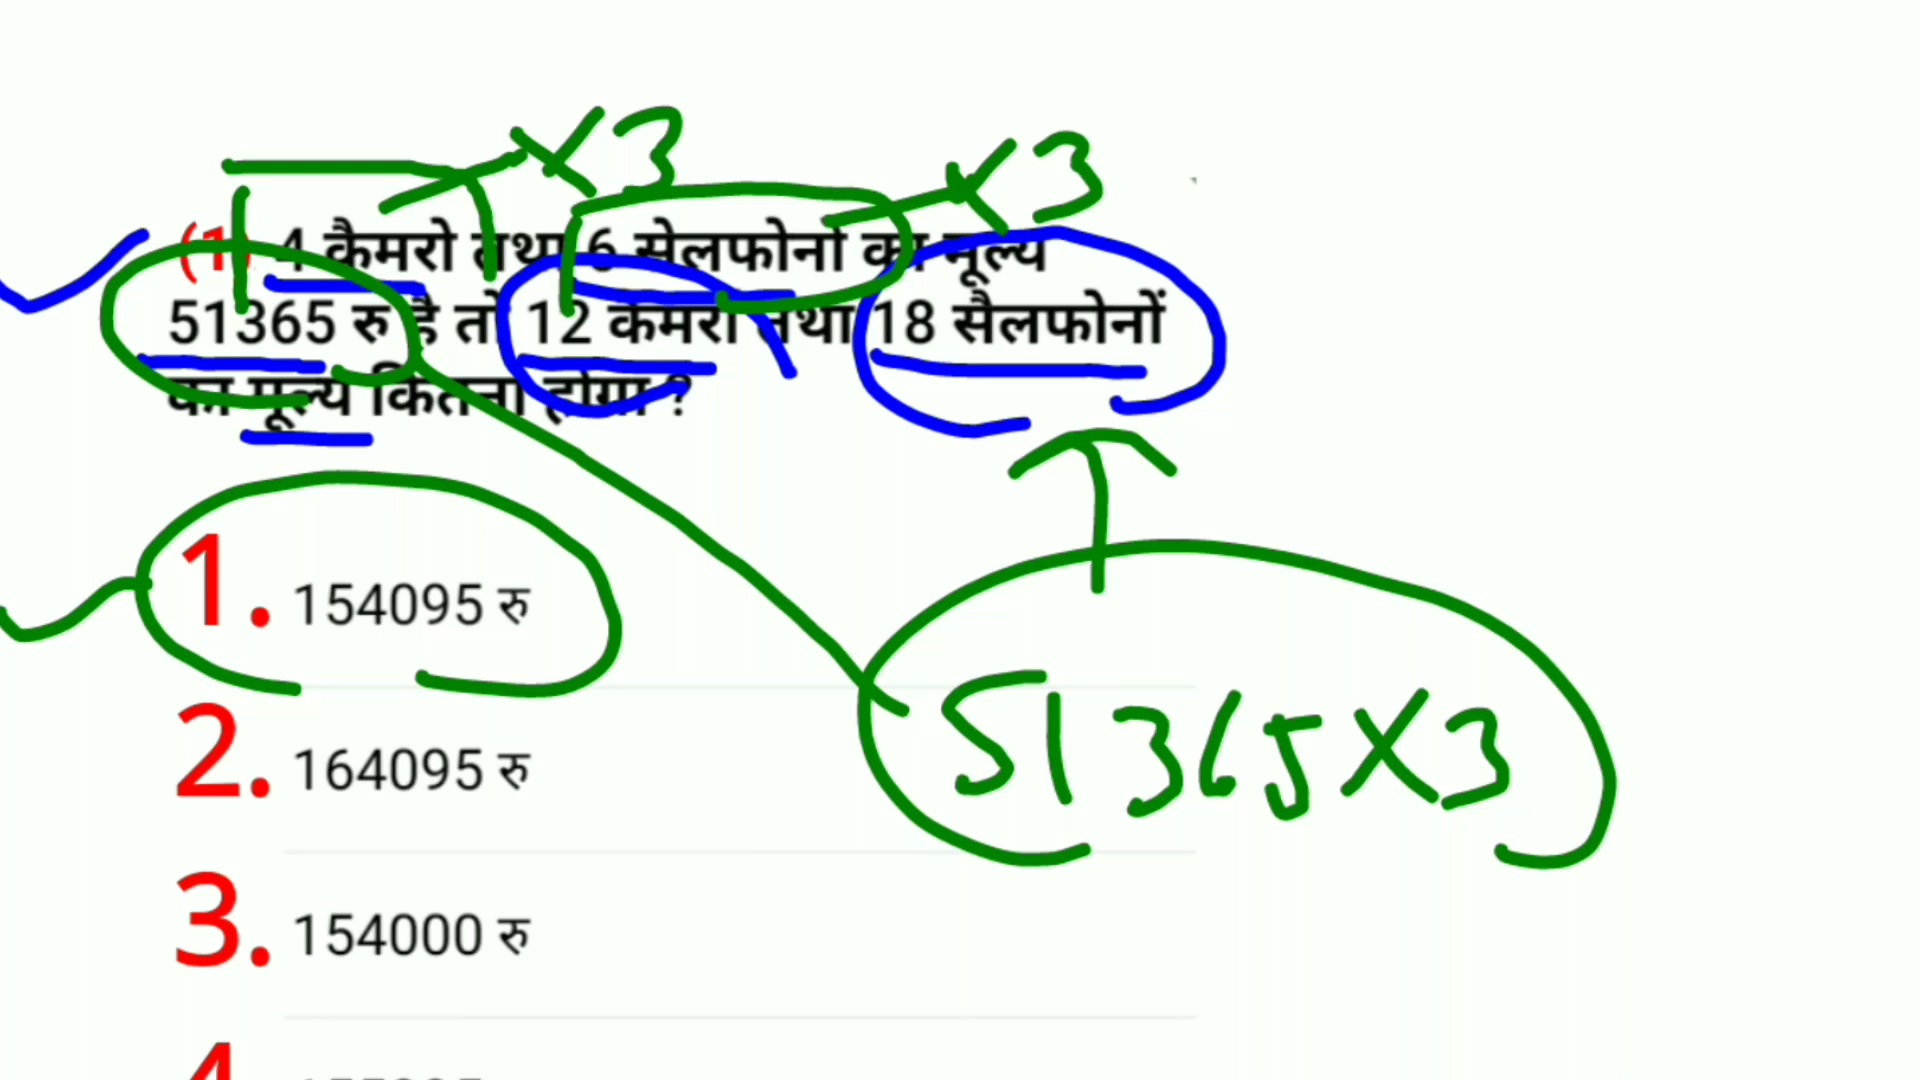 X3 X3
(1) 4 कैमरो तथा 6 सेलफोनो का मूल्य
51365 रु है तो 12 कमरा तथा 18 सैलफोनों
का मूल्य कितना होगा ?
1. 154095 रु
2. 164095 रु
51365X3
3. 154000 रु
4.